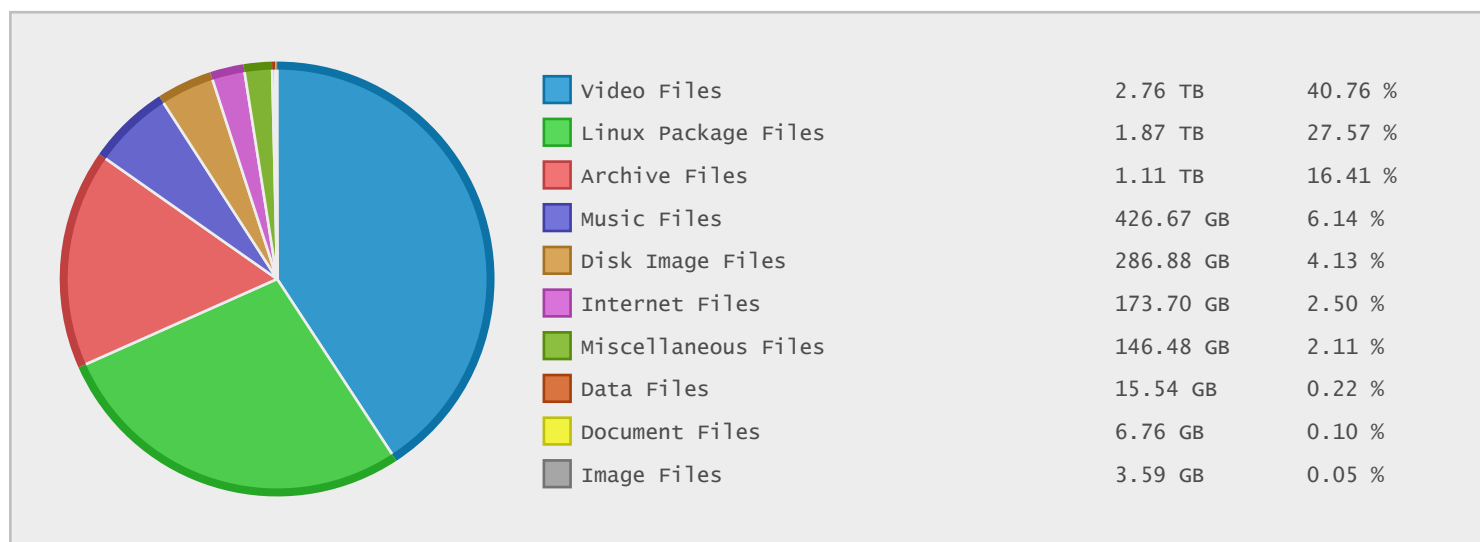 Video Files 2.76 TB 40.76 %
Linux Package Files 1.87 TB 27.57 %
Archive Files 1.11 TB 16.41 %
Music Files 426.67 GB 6.14 %
Disk Image Files 286.88 GB 4.13 %
Internet Files 173.70 GB 2.50 %
Miscellaneous Files 146.48 GB 2.11 %
Data Files 15.54 GB 0.22 %
Document Files 6.76 GB 0.10 %
Image Files 3.59 GB 0.05 %